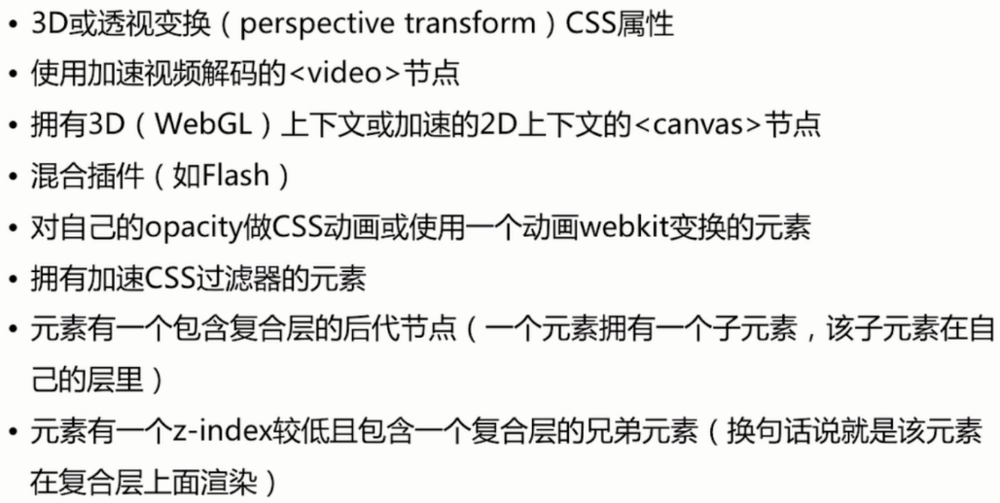 • 3D或透视变换（perspective transform）CSS属性
• 使用加速视频解码的<video>节点
• 拥有3D（WebGL）上下文或加速的2D上下文的<canvas>节点
• 混合插件（如Flash）
• 对自己的opacity做CSS动画或使用一个动画webkit变换的元素
• 拥有加速CSS过滤器的元素
• 元素有一个包含复合层的后代节点（一个元素拥有一个子元素，该子元素在自
己的层里）
• 元素有一个z-index较低且包含一个复合层的兄弟元素（换句话说就是该元素
在复合层上面渲染）